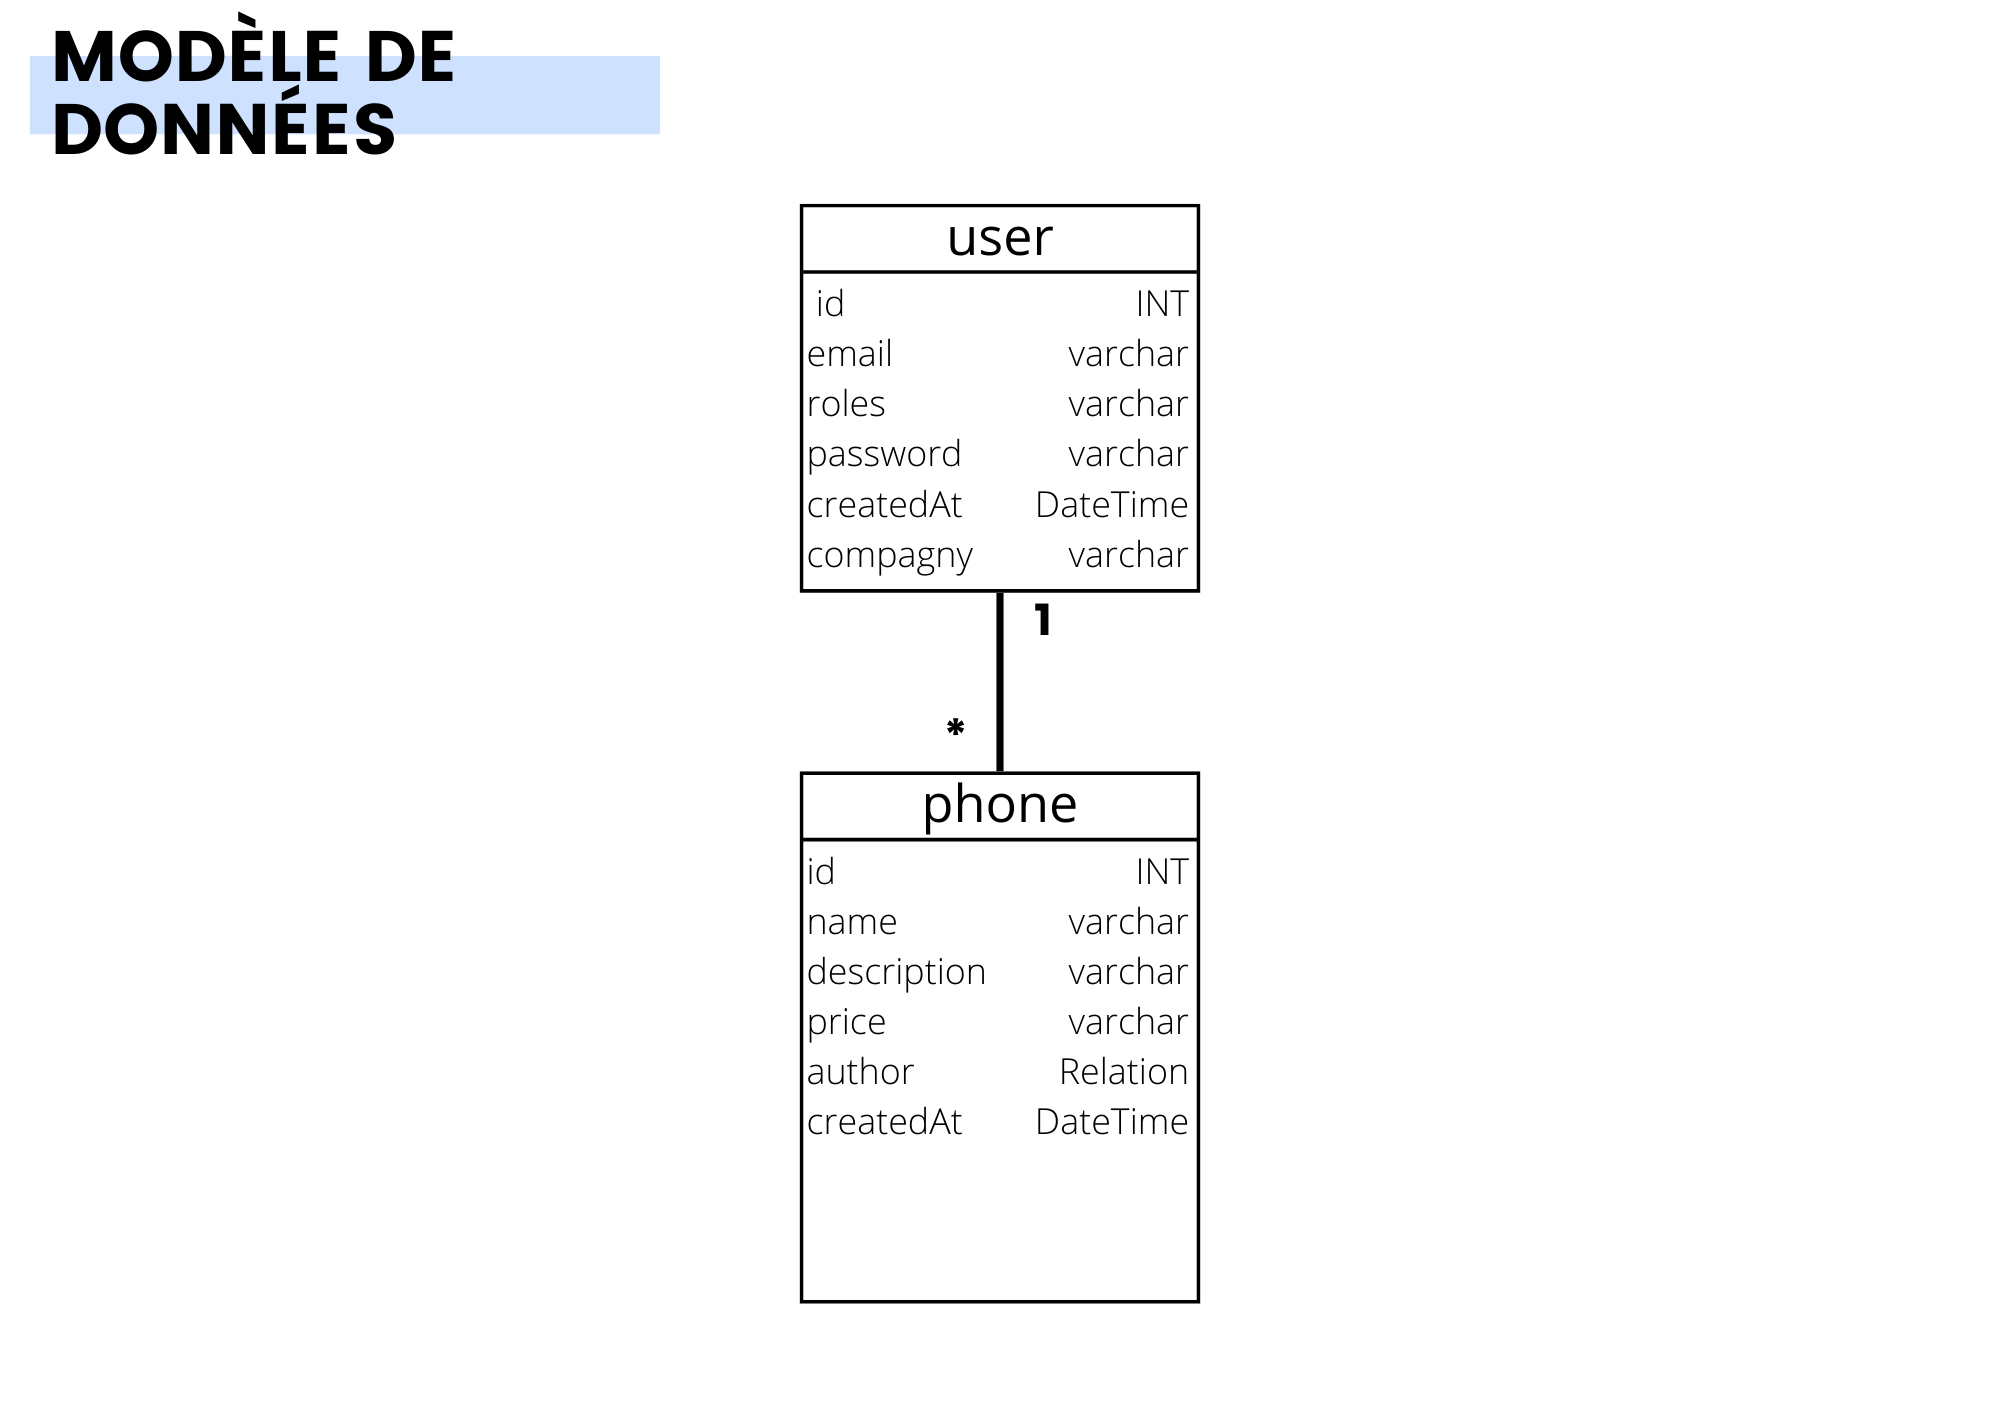 MODÈLE DE
DONNÉES
user
id INT
email varchar
roles varchar
password varchar
createdAt DateTime
compagny varchar
1
*
phone
id INT
name varchar
description varchar
price varchar
author Relation
createdAt DateTime